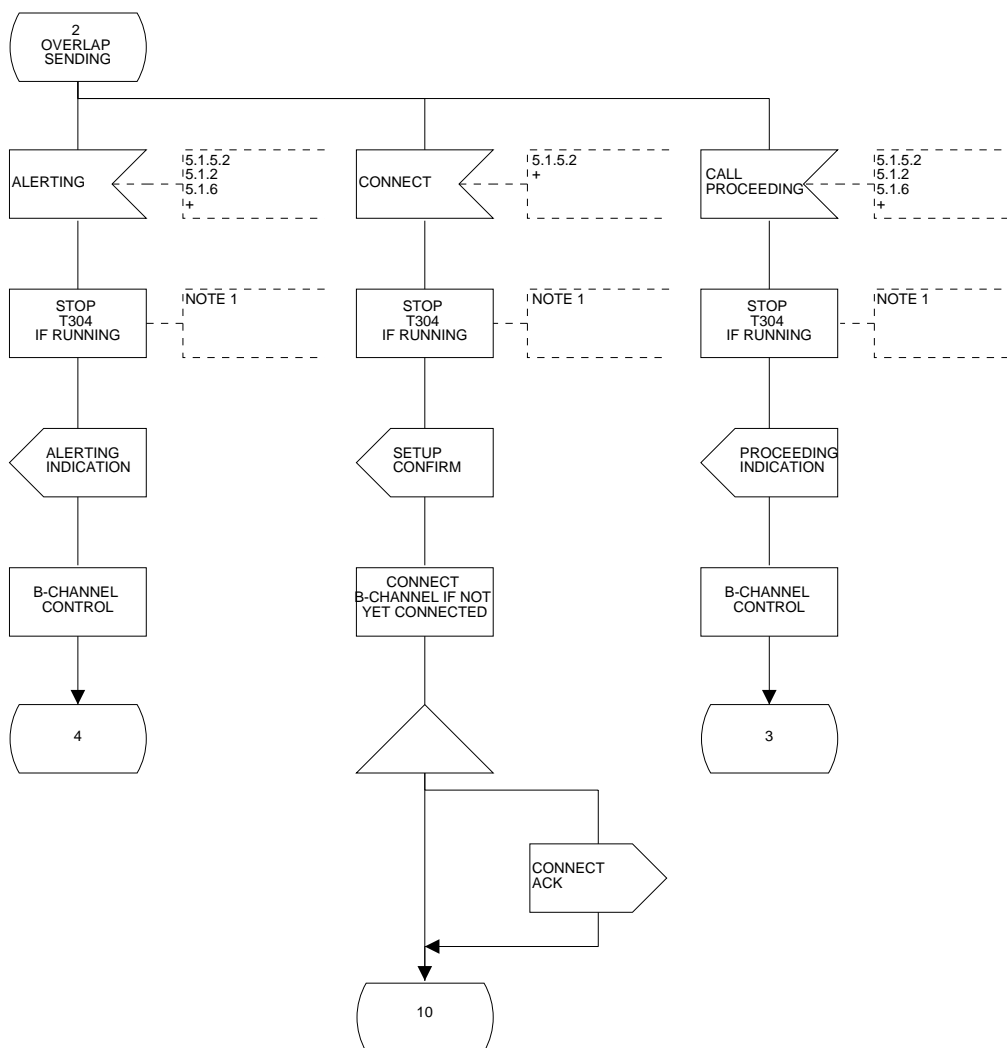 2
OVERLAP
SENDING
ALERTING
5.1.5.2
5.1.2
5.1.6
+
CONNECT
5.1.5.2
+
CALL
PROCEEDING
5.1.5.2
5.1.2
5.1.6
+
STOP
T304
IF RUNNING
NOTE 1
STOP
T304
IF RUNNING
NOTE 1
STOP
T304
IF RUNNING
NOTE 1
ALERTING
INDICATION
SETUP
CONFIRM
PROCEEDING
INDICATION
B-CHANNEL
CONTROL
CONNECT
B-CHANNEL IF NOT
YET CONNECTED
B-CHANNEL
CONTROL
4
3
CONNECT
ACK
10